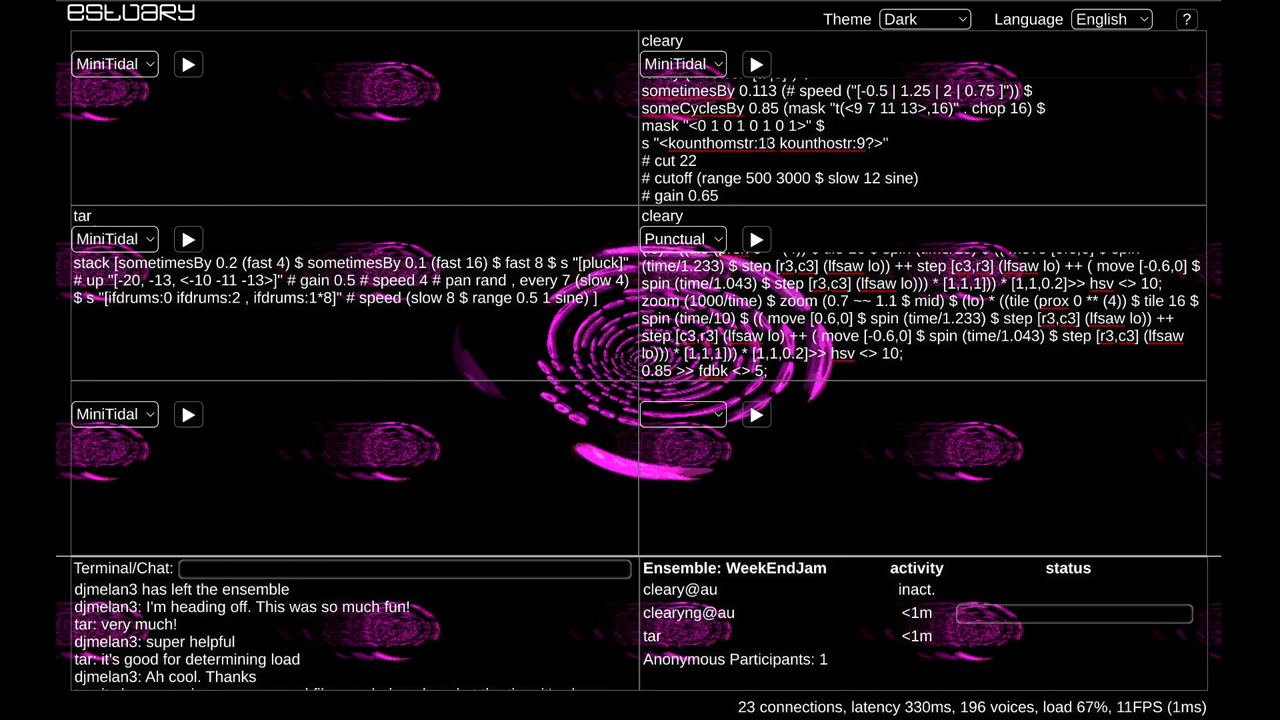 estuary
Theme Dark Language English ?
MiniTidal
cleary
MiniTidal
sometimesBy 0.113 (# speed ("[-0.5 | 1.25 | 2 | 0.75 ]")) $
someCyclesBy 0.85 (mask "t(<9 7 11 13>,16)" . chop 16) $
mask "<0 1 0 1 0 1 0 1>" $
s "<kounthomstr:13 kounthostr:9?>"
# cut 22
# cutoff (range 500 3000 $ slow 12 sine)
# gain 0.65
tar
MiniTidal
stack [sometimesBy 0.2 (fast 4) $ sometimesBy 0.1 (fast 16) $ fast 8 $ s "[pluck]"
# up "[-20, -13, <-10 -11 -13>]" # gain 0.5 # speed 4 # pan rand , every 7 (slow 4)
$ s "[ifdrums:0 ifdrums:2 , ifdrums:1*8]" # speed (slow 8 $ range 0.5 1 sine) ]
cleary
Punctual
(time/1.233) $ step [r3,c3] (lfsaw lo) ++ step [c3,r3] (lfsaw lo) ++ ( move [-0.6,0] $
spin (time/1.043) $ step [r3,c3] (lfsaw lo))) * [1,1,1])) * [1,1,0.2]>> hsv <> 10;
zoom (1000/time) $ zoom (0.7 ~~ 1.1 $ mid) $ (lo) * ((tile (prox 0 ** (4)) $ tile 16 $
spin (time/10) $ (( move [0.6,0] $ spin (time/1.233) $ step [r3,c3] (lfsaw lo) ++
step [c3,r3] (lfsaw lo) ++ ( move [-0.6,0] $ spin (time/1.043) $ step [r3,c3] (lfsaw
lo))) * [1,1,1])) * [1,1,0.2]>> hsv <> 10;
0.85 >> fdbk <> 5;
MiniTidal
Terminal/Chat:
djmelan3 has left the ensemble
djmelan3: I'm heading off. This was so much fun!
tar: very much!
djmelan3: super helpful
tar: it's good for determining load
djmelan3: Ah cool. Thanks
Ensemble: WeekEndJam activity status
cleary@au inact.
clearyng@au <1m
tar <1m
Anonymous Participants: 1
23 connections, latency 330ms, 196 voices, load 67%, 11FPS (1ms)